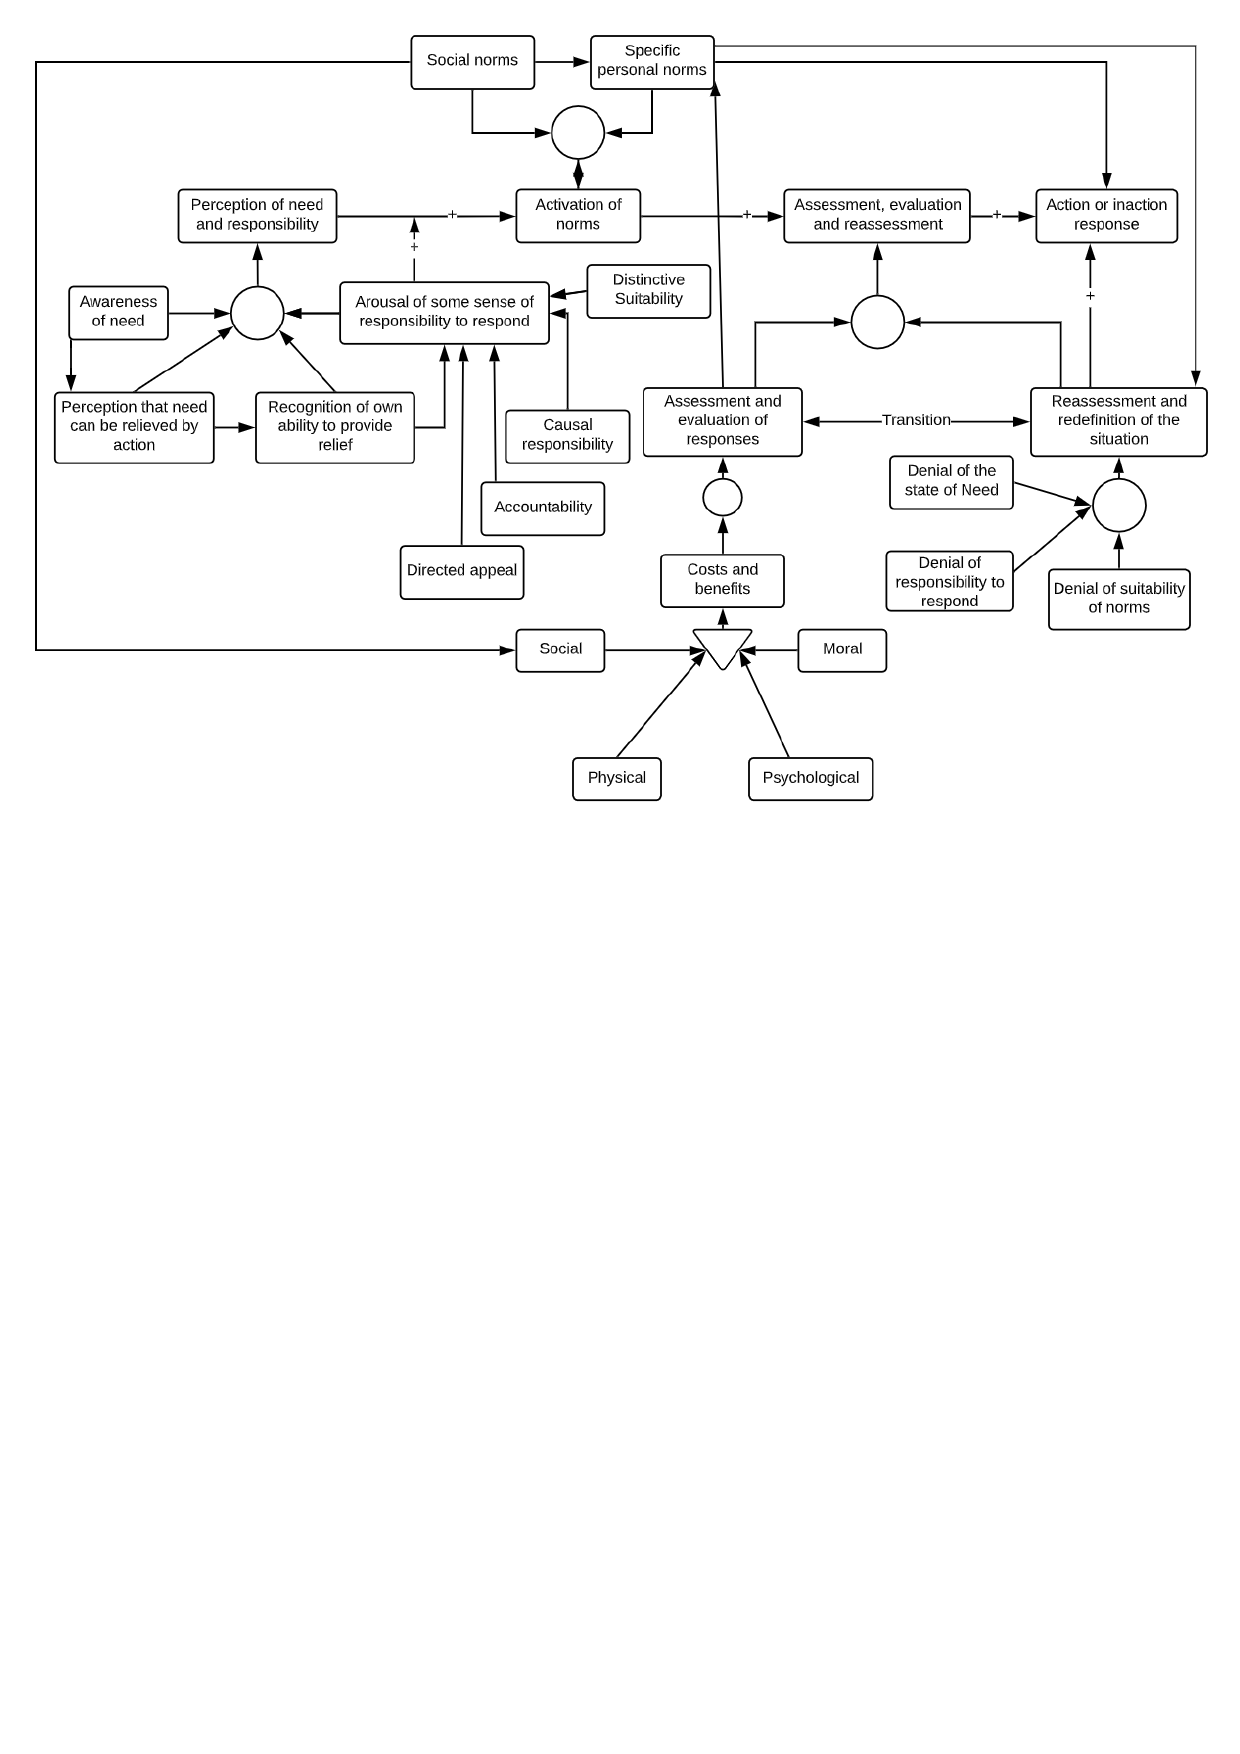 Social norms
Specific
personal norms
Perception of need
and responsibility
+
Activation of
norms
+
Assessment, evaluation
and reassessment
+
Action or inaction
response
+
Distinctive
Suitability
Awareness
of need
Arousal of some sense of
responsibility to respond
+
Perception that need
can be relieved by
action
Recognition of own
ability to provide
relief
Causal
responsibility
Assessment and
evaluation of
responses
Transition
Reassessment and
redefinition of the
situation
Denial of the
state of Need
Accountability
Directed appeal
Costs and
benefits
Denial of
responsibility to
respond
Denial of suitability
of norms
Social
Moral
Physical
Psychological